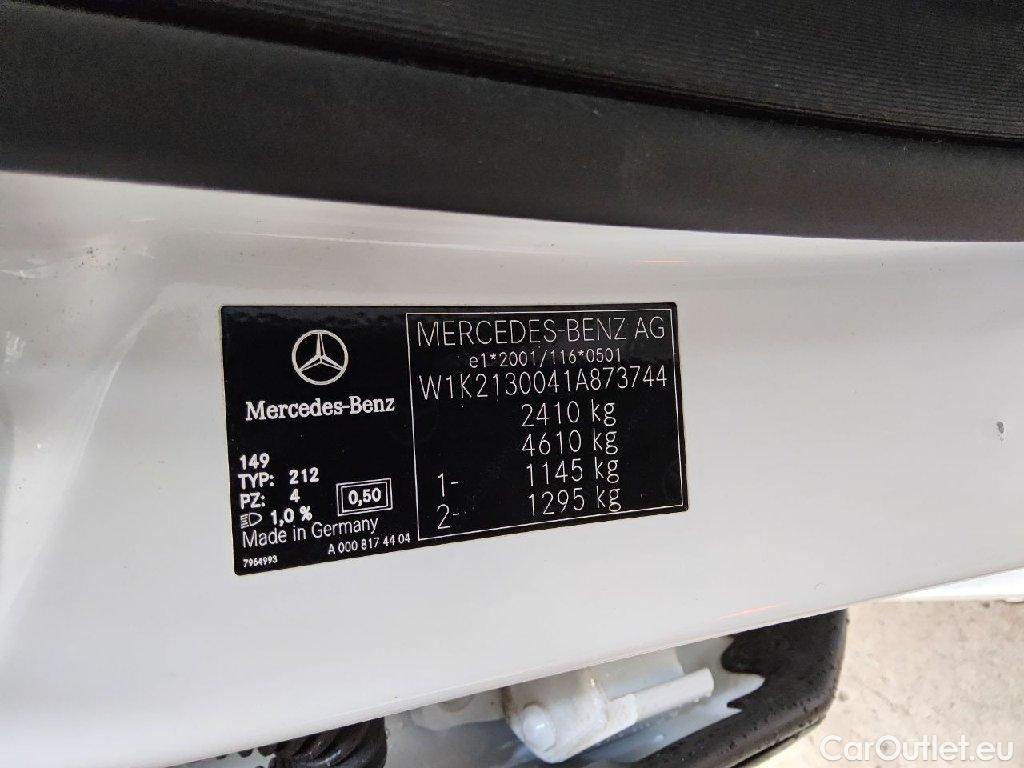 Mercedes-Benz
149
TYP: 212
PZ: 4
1,0 %
0,50
Made in Germany
7954993
A 000 817 44 04
MERCEDES-BENZ AG
e1*2001/116*0501
W1K2130041A873744
2410 kg
4610 kg
1- 1145 kg
2- 1295 kg
CarOutlet.eu